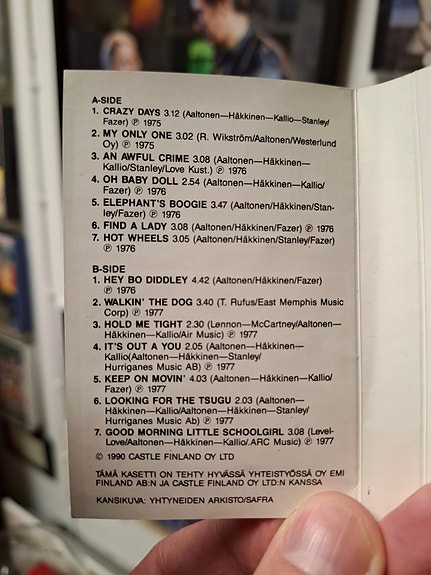 A-SIDE
1. CRAZY DAYS 3.12 (Aaltonen—Häkkinen—Kallio—Stanley/
Fazer) ℗ 1975
2. MY ONLY ONE 3.02 (R. Wikström/Aaltonen/Westerlund
Oy) ℗ 1975
3. AN AWFUL CRIME 3.08 (Aaltonen—Häkkinen—
Kallio/Stanley/Love Kust.) ℗ 1976
4. OH BABY DOLL 2.54 (Aaltonen—Häkkinen—Kallio/
Fazer) ℗ 1976
5. ELEPHANT'S BOOGIE 3.47 (Aaltonen/Häkkinen/Stan-
ley/Fazer) ℗ 1976
6. FIND A LADY 3.08 (Aaltonen/Häkkinen/Fazer) ℗ 1976
7. HOT WHEELS 3.05 (Aaltonen/Häkkinen/Stanley/Fazer)
℗ 1976
B-SIDE
1. HEY BO DIDDLEY 4.42 (Aaltonen/Häkkinen/Fazer)
℗ 1976
2. WALKIN' THE DOG 3.40 (T. Rufus/East Memphis Music
Corp) ℗ 1977
3. HOLD ME TIGHT 2.30 (Lennon—McCartney/Aaltonen—
Häkkinen—Kallio/Air Music) ℗ 1977
4. IT'S OUT A YOU 2.05 (Aaltonen—Häkkinen—
Kallio(Aaltonen—Häkkinen—Stanley/
Hurriganes Music AB) ℗ 1977
5. KEEP ON MOVIN' 4.03 (Aaltonen—Häkkinen—Kallio/
Fazer) ℗ 1977
6. LOOKING FOR THE TSUGU 2.03 (Aaltonen—
Häkkinen—Kallio/Aaltonen—Häkkinen—Stanley/
Hurriganes Music Ab) ℗ 1977
7. GOOD MORNING LITTLE SCHOOLGIRL 3.08 (Level-
Love/Aaltonen—Häkkinen—Kallio/.ARC Music) ℗ 1977
© 1990 CASTLE FINLAND OY LTD
TÄMÄ KASETTI ON TEHTY HYVÄSSÄ YHTEISTYÖSSÄ OY EMI
FINLAND AB:N JA CASTLE FINLAND OY LTD:N KANSSA
KANSIKUVA: YHTYNEIDEN ARKISTO/SAFRA